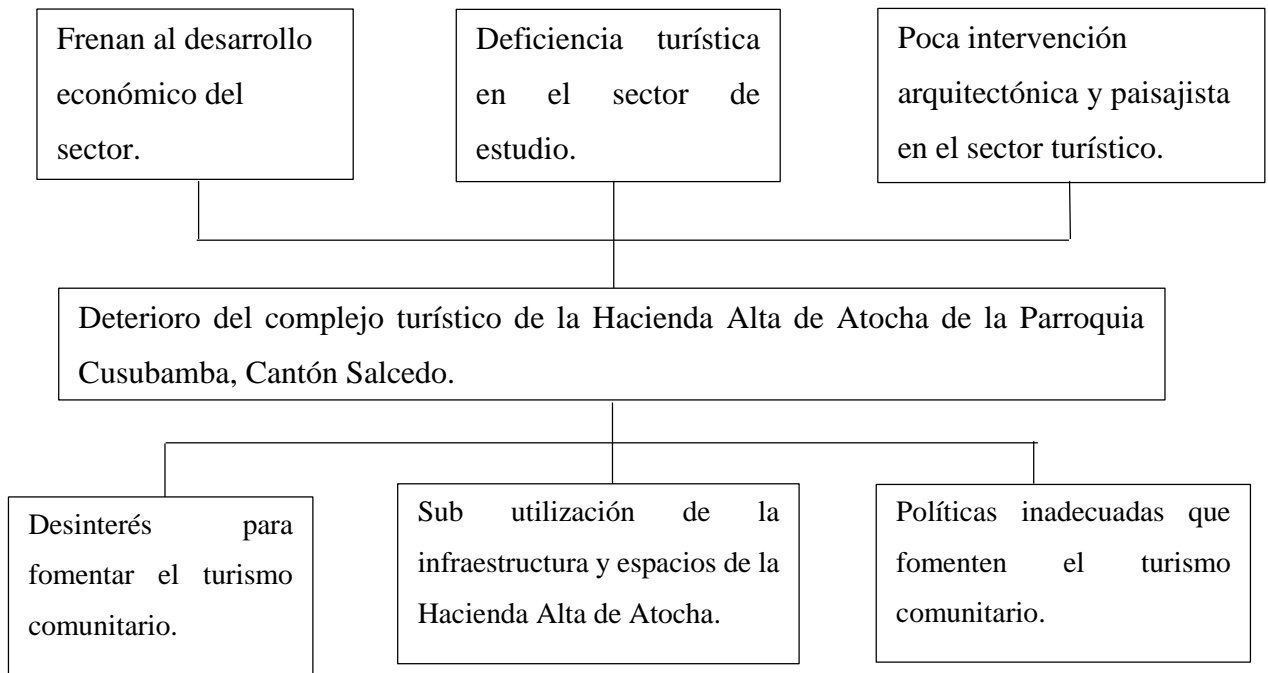 Frenan al desarrollo
económico del
sector.
Deficiencia turística
en el sector de
estudio.
Poca intervención
arquitectónica y paisajista
en el sector turístico.
Deterioro del complejo turístico de la Hacienda Alta de Atocha de la Parroquia
Cusubamba, Cantón Salcedo.
Desinterés para
fomentar el turismo
comunitario.
Sub utilización de la
infraestructura y espacios de la
Hacienda Alta de Atocha.
Políticas inadecuadas que
fomenten el turismo
comunitario.